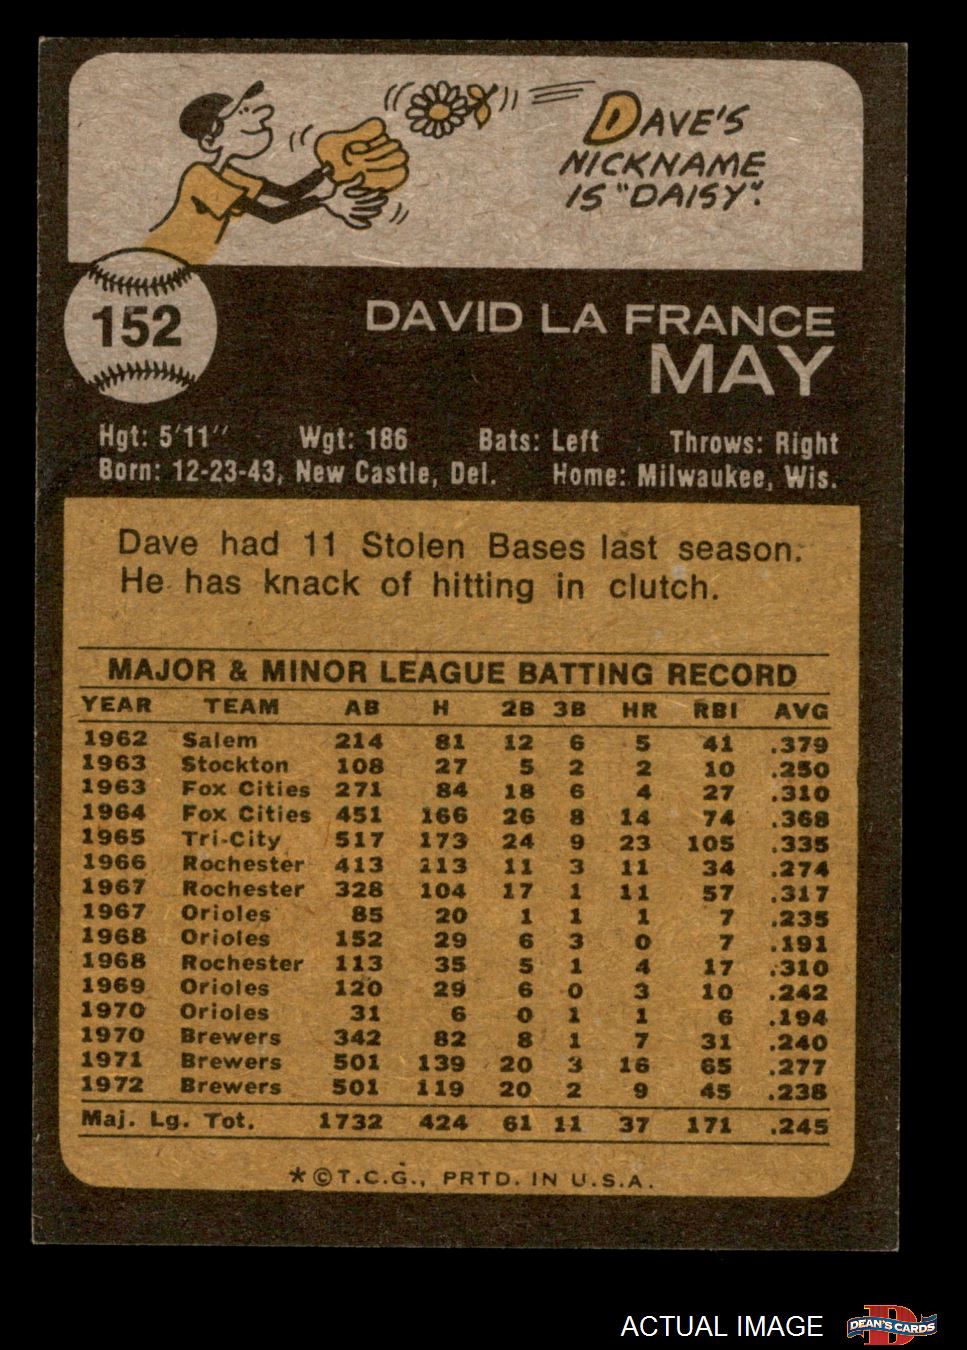 DAVE'S
NICKNAME
IS "DAISY".
152
DAVID LA FRANCE
MAY
Hgt: 5'11" Wgt: 186 Bats: Left Throws: Right
Born: 12-23-43, New Castle, Del. Home: Milwaukee, Wis.
Dave had 11 Stolen Bases last season.
He has knack of hitting in clutch.
MAJOR & MINOR LEAGUE BATTING RECORD
YEAR TEAM AB H 2B 3B HR RBI AVG
1962 Salem 214 81 12 6 5 41 .379
1963 Stockton 108 27 5 2 2 10 .250
1963 Fox Cities 271 84 18 6 4 27 .310
1964 Fox Cities 451 166 26 8 14 74 .368
1965 Tri-City 517 173 24 9 23 105 .335
1966 Rochester 413 113 11 3 11 34 .274
1967 Rochester 328 104 17 1 11 57 .317
1967 Orioles 85 20 1 1 1 7 .235
1968 Orioles 152 29 6 3 0 7 .191
1968 Rochester 113 35 5 1 4 17 .310
1969 Orioles 120 29 6 0 3 10 .242
1970 Orioles 31 6 0 1 1 6 .194
1970 Brewers 342 82 8 1 7 31 .240
1971 Brewers 501 139 20 3 16 65 .277
1972 Brewers 501 119 20 2 9 45 .238
Maj. Lg. Tot. 1732 424 61 11 37 171 .245
*©T.C.G., PRTD. IN U.S.A.
ACTUAL IMAGE
D
DEAN'S CARDS